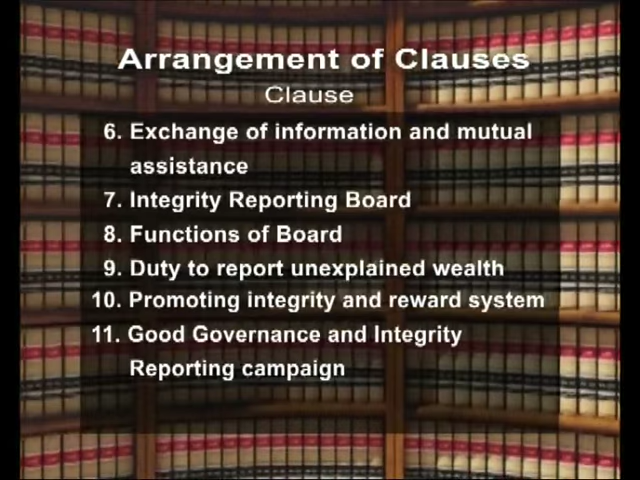 Arrangement of Clauses
Clause
6. Exchange of information and mutual
assistance
7. Integrity Reporting Board
8. Functions of Board
9. Duty to report unexplained wealth
10. Promoting integrity and reward system
11. Good Governance and Integrity
Reporting campaign